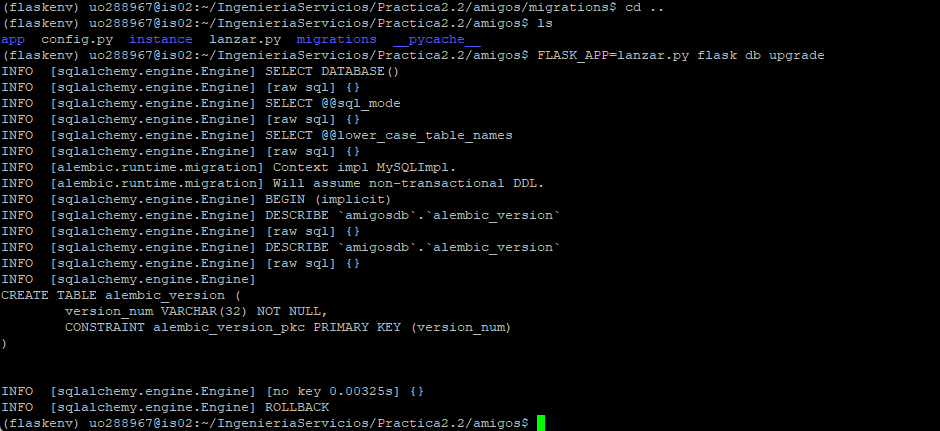 (flaskenv) uo288967@is02:~/IngenieriaServicios/Practica2.2/amigos/migrations$ cd ..
(flaskenv) uo288967@is02:~/IngenieriaServicios/Practica2.2/amigos$ ls
app  config.py  instance  lanzar.py  migrations  __pycache__
(flaskenv) uo288967@is02:~/IngenieriaServicios/Practica2.2/amigos$ FLASK_APP=lanzar.py flask db upgrade
INFO  [sqlalchemy.engine.Engine] SELECT DATABASE()
INFO  [sqlalchemy.engine.Engine] [raw sql] {}
INFO  [sqlalchemy.engine.Engine] SELECT @@sql_mode
INFO  [sqlalchemy.engine.Engine] [raw sql] {}
INFO  [sqlalchemy.engine.Engine] SELECT @@lower_case_table_names
INFO  [sqlalchemy.engine.Engine] [raw sql] {}
INFO  [alembic.runtime.migration] Context impl MySQLImpl.
INFO  [alembic.runtime.migration] Will assume non-transactional DDL.
INFO  [sqlalchemy.engine.Engine] BEGIN (implicit)
INFO  [sqlalchemy.engine.Engine] DESCRIBE `amigosdb`.`alembic_version`
INFO  [sqlalchemy.engine.Engine] [raw sql] {}
INFO  [sqlalchemy.engine.Engine] DESCRIBE `amigosdb`.`alembic_version`
INFO  [sqlalchemy.engine.Engine] [raw sql] {}
INFO  [sqlalchemy.engine.Engine]
CREATE TABLE alembic_version (
        version_num VARCHAR(32) NOT NULL,
        CONSTRAINT alembic_version_pkc PRIMARY KEY (version_num)
)
INFO  [sqlalchemy.engine.Engine] [no key 0.00325s] {}
INFO  [sqlalchemy.engine.Engine] ROLLBACK
(flaskenv) uo288967@is02:~/IngenieriaServicios/Practica2.2/amigos$